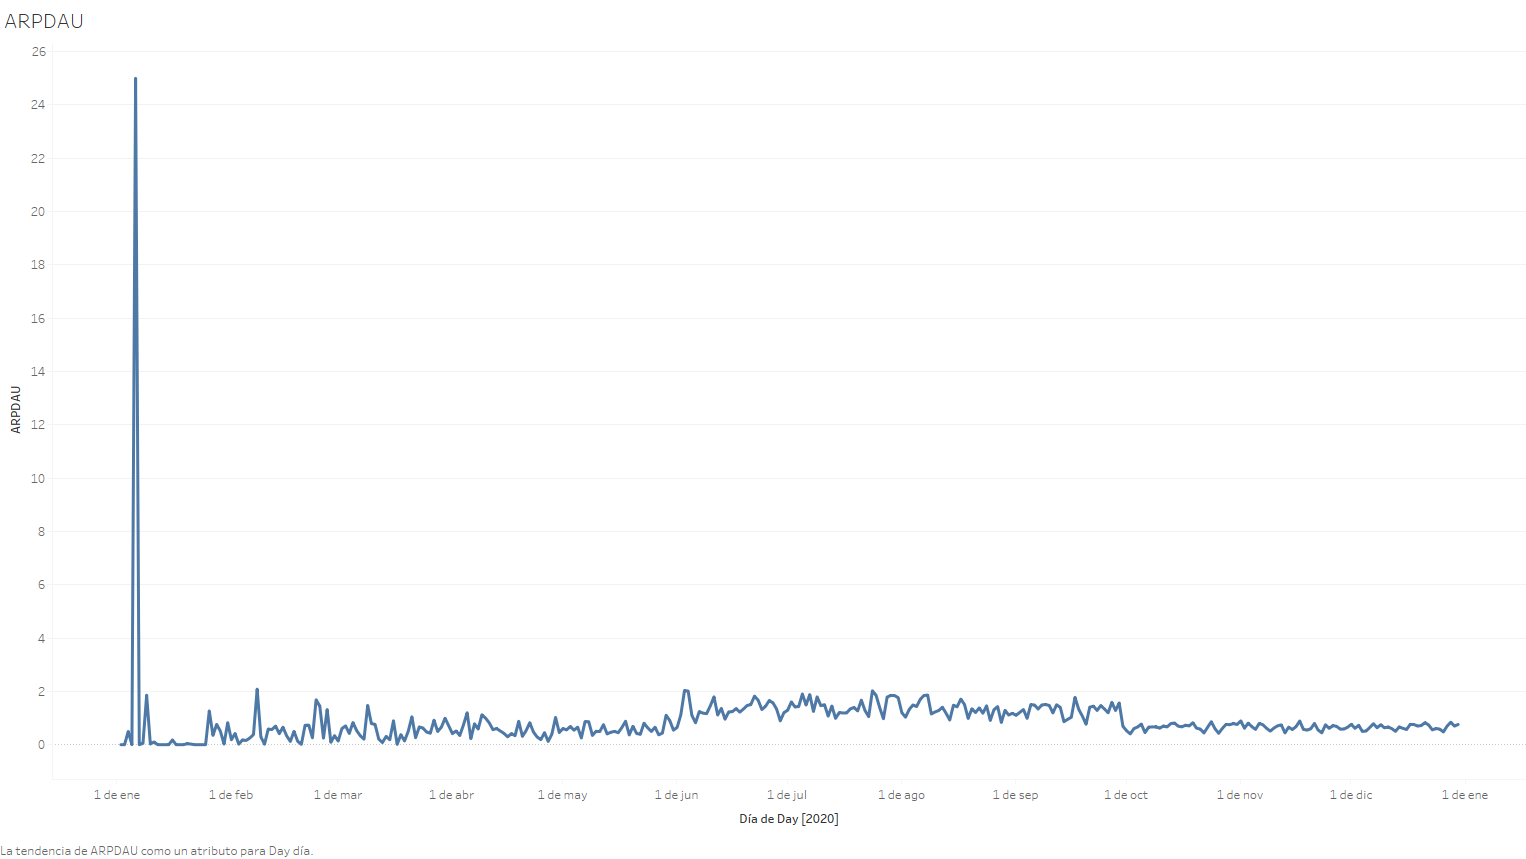 ARPDAU
26
24
22
20
18
16
14
12
10
8
6
4
2
0
ARPDAU
1 de ene 1 de feb 1 de mar 1 de abr 1 de may 1 de jun 1 de jul 1 de ago 1 de sep 1 de oct 1 de nov 1 de dic 1 de ene
Día de Day [2020]
La tendencia de ARPDAU como un atributo para Day día.